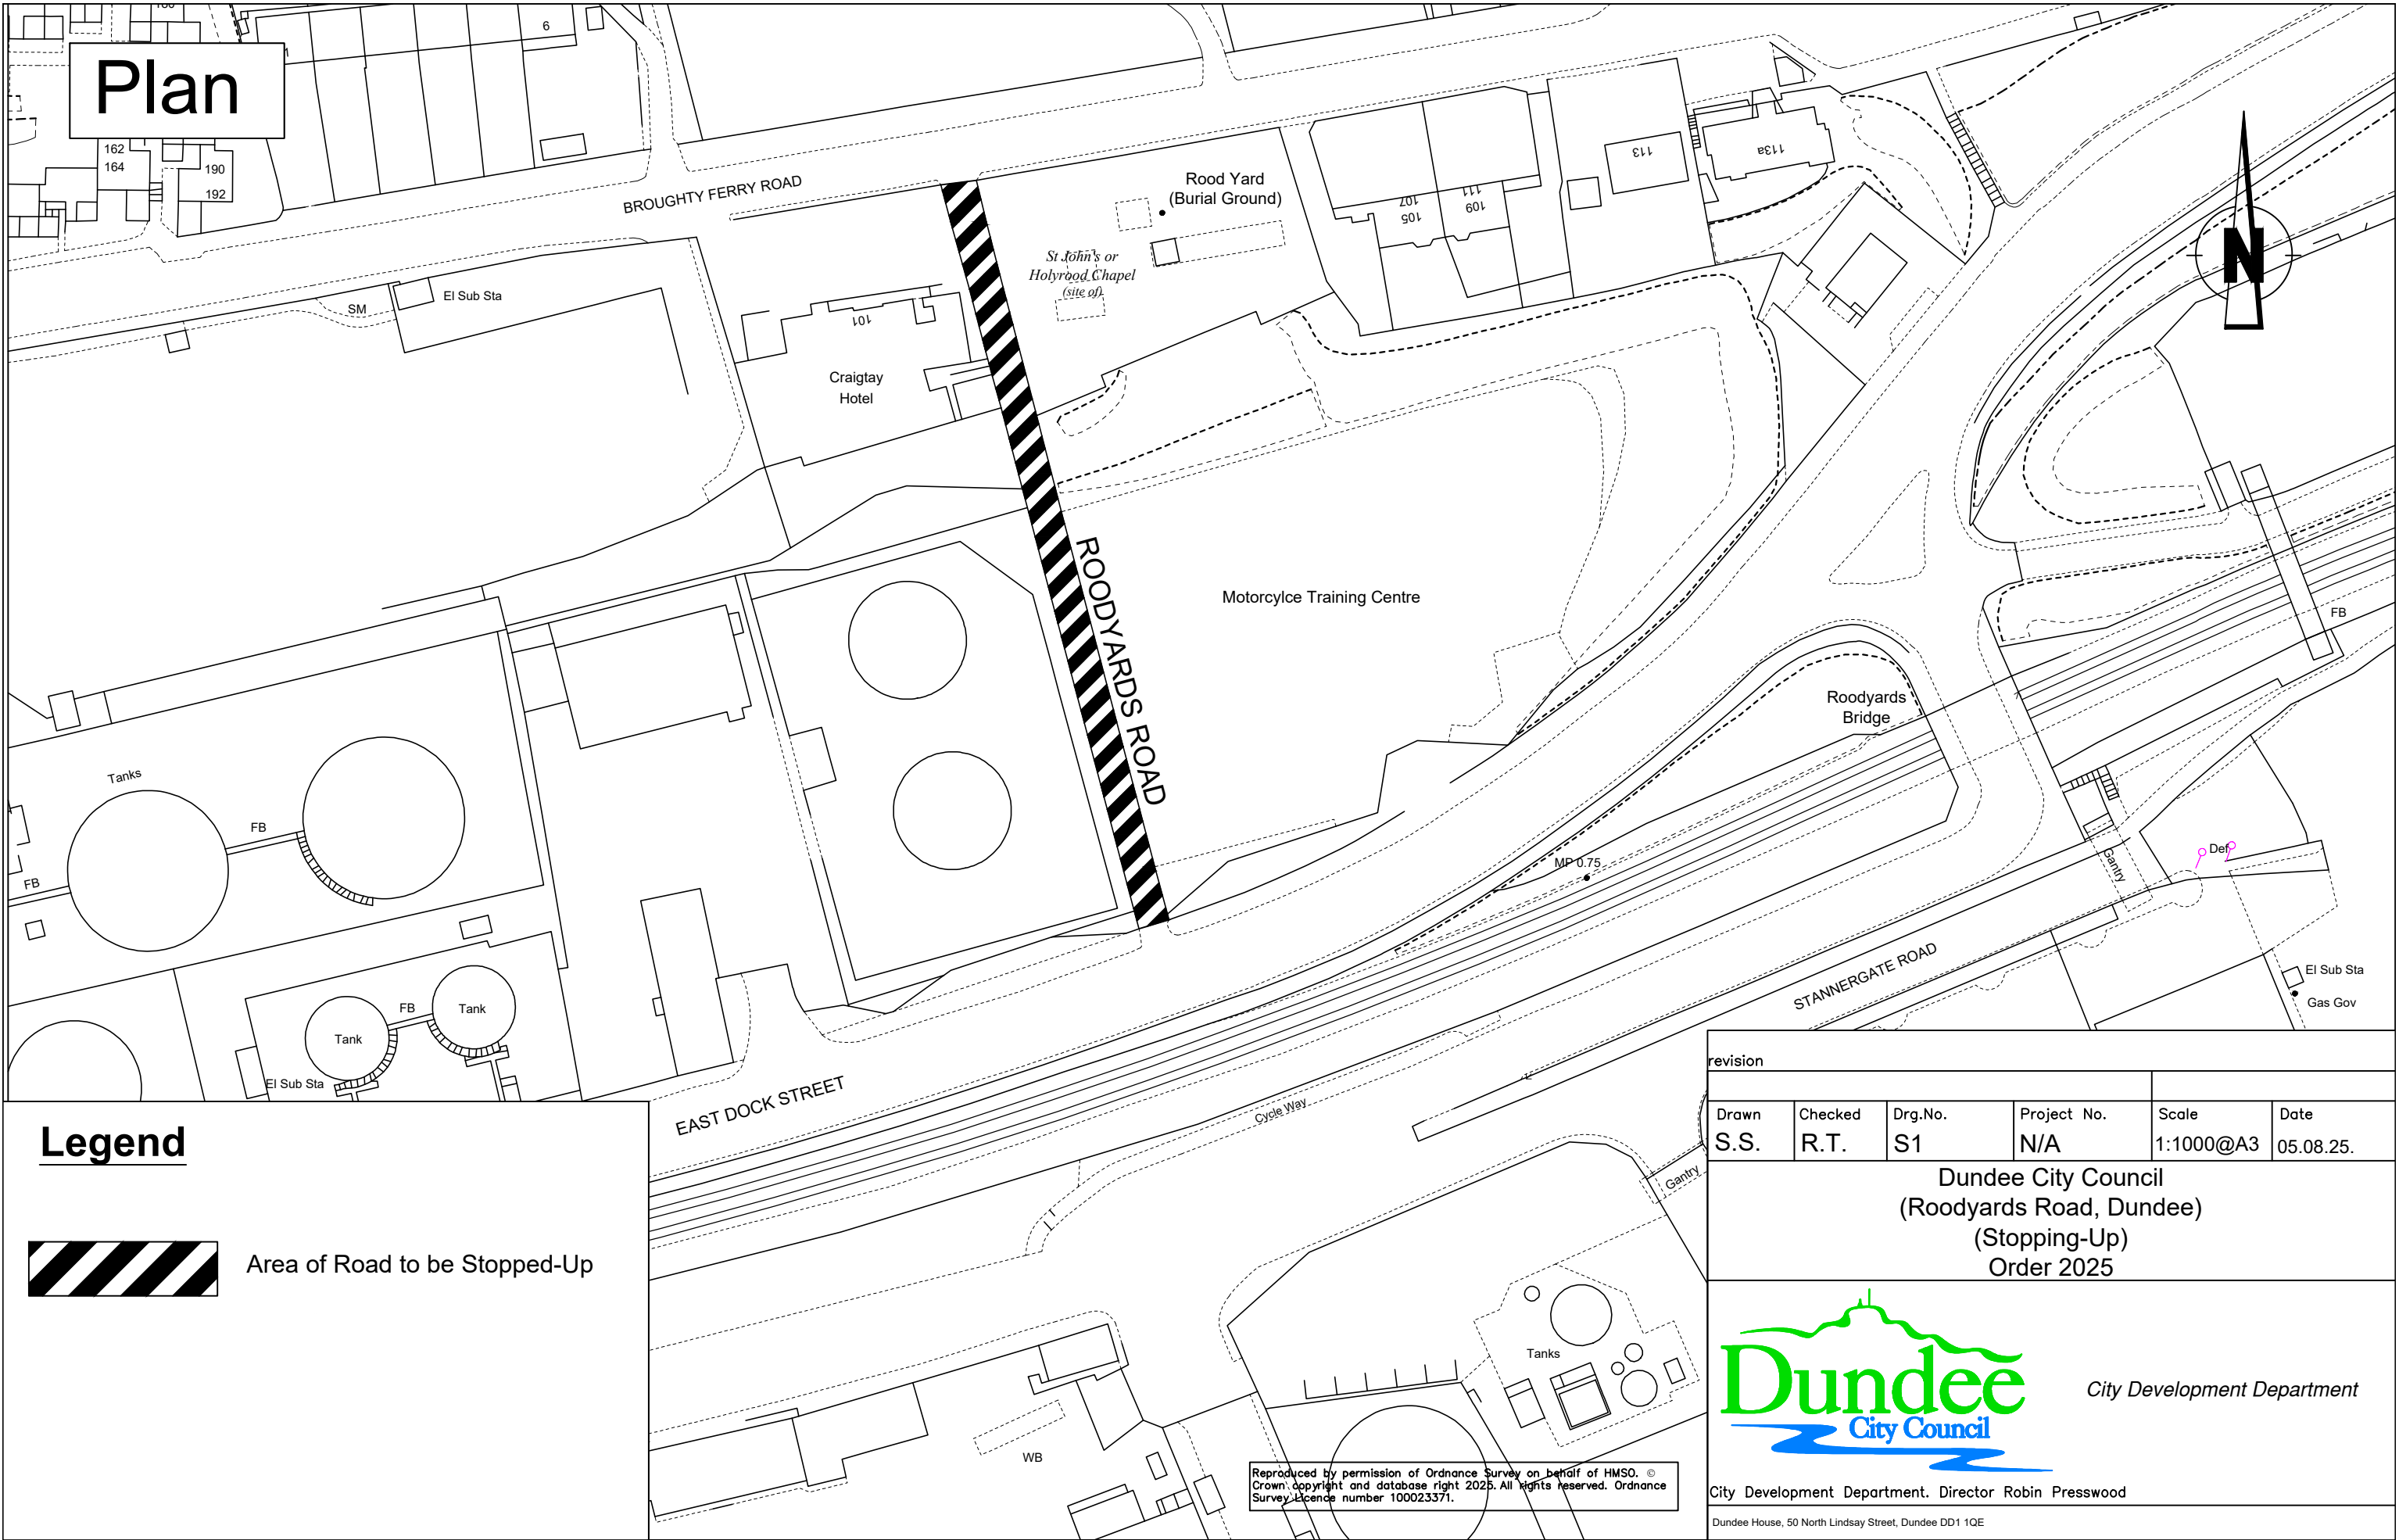 Plan
6
162
164
190
192
BROUGHTY FERRY ROAD
Rood Yard
(Burial Ground)
St John's or
Holyrood Chapel
(site of)
105
107
109
111
113
113a
N
SM
El Sub Sta
101
Craigtay
Hotel
ROODYARDS ROAD
Motorcylce Training Centre
FB
Roodyards
Bridge
Tanks
FB
FB
MP 0.75
Def
Gantry
STANNERGATE ROAD
El Sub Sta
Gas Gov
FB
Tank
Tank
El Sub Sta
EAST DOCK STREET
Cycle Way
Gantry
Tanks
WB
Legend
Area of Road to be Stopped-Up
Reproduced by permission of Ordnance Survey on behalf of HMSO. ©
Crown copyright and database right 2025. All rights reserved. Ordnance
Survey Licence number 100023371.
revision
Drawn Checked Drg.No. Project No. Scale Date
S.S. R.T. S1 N/A 1:1000@A3 05.08.25.
Dundee City Council
(Roodyards Road, Dundee)
(Stopping-Up)
Order 2025
Dundee
City Council
City Development Department
City Development Department. Director Robin Presswood
Dundee House, 50 North Lindsay Street, Dundee DD1 1QE